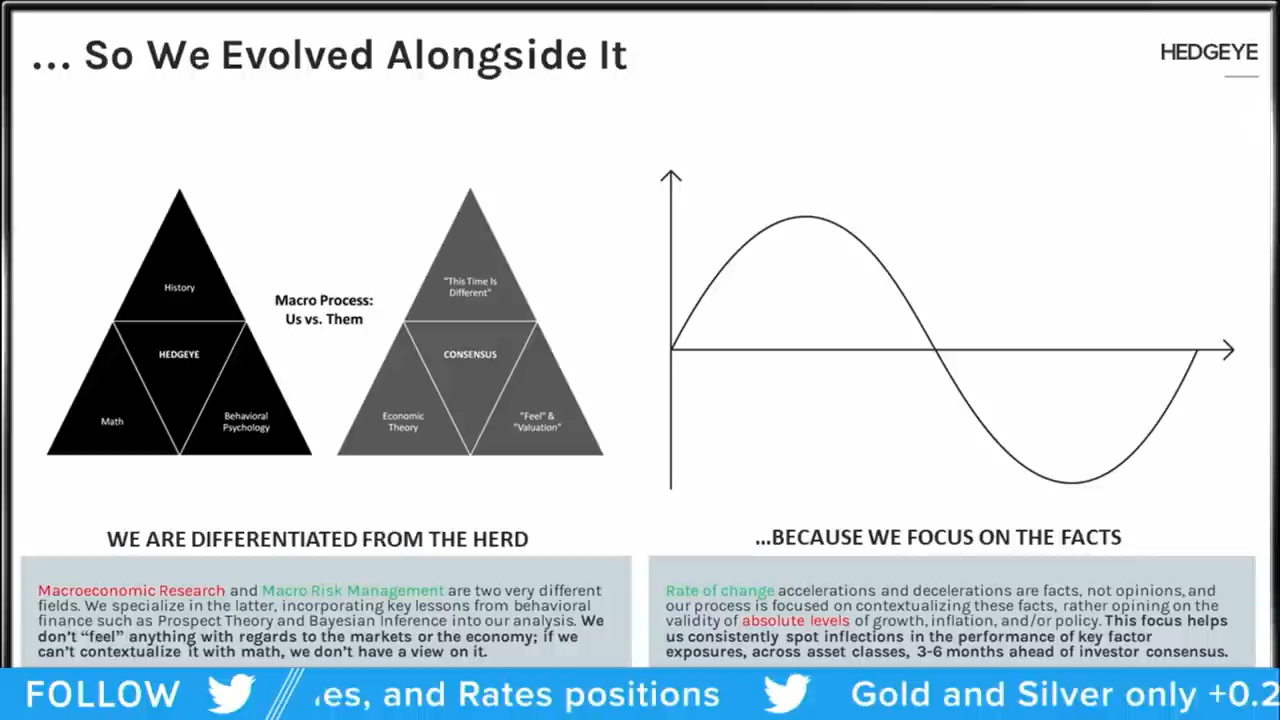 ... So We Evolved Alongside It
HEDGEYE
History
HEDGEYE
Math
Behavioral
Psychology
Macro Process:
Us vs. Them
"This Time Is
Different"
CONSENSUS
Economic
Theory
"Feel" &
"Valuation"
WE ARE DIFFERENTIATED FROM THE HERD
Macroeconomic Research and Macro Risk Management are two very different
fields. We specialize in the latter, incorporating key lessons from behavioral
finance such as Prospect Theory and Bayesian Inference into our analysis. We
don't “feel” anything with regards to the markets or the economy; if we
can't contextualize it with math, we don't have a view on it.
...BECAUSE WE FOCUS ON THE FACTS
Rate of change accelerations and decelerations are facts, not opinions, and
our process is focused on contextualizing these facts, rather opining on the
validity of absolute levels of growth, inflation, and/or policy. This focus helps
us consistently spot inflections in the performance of key factor
exposures, across asset classes, 3-6 months ahead of investor consensus.
FOLLOW
es, and Rates positions
Gold and Silver only +0.2